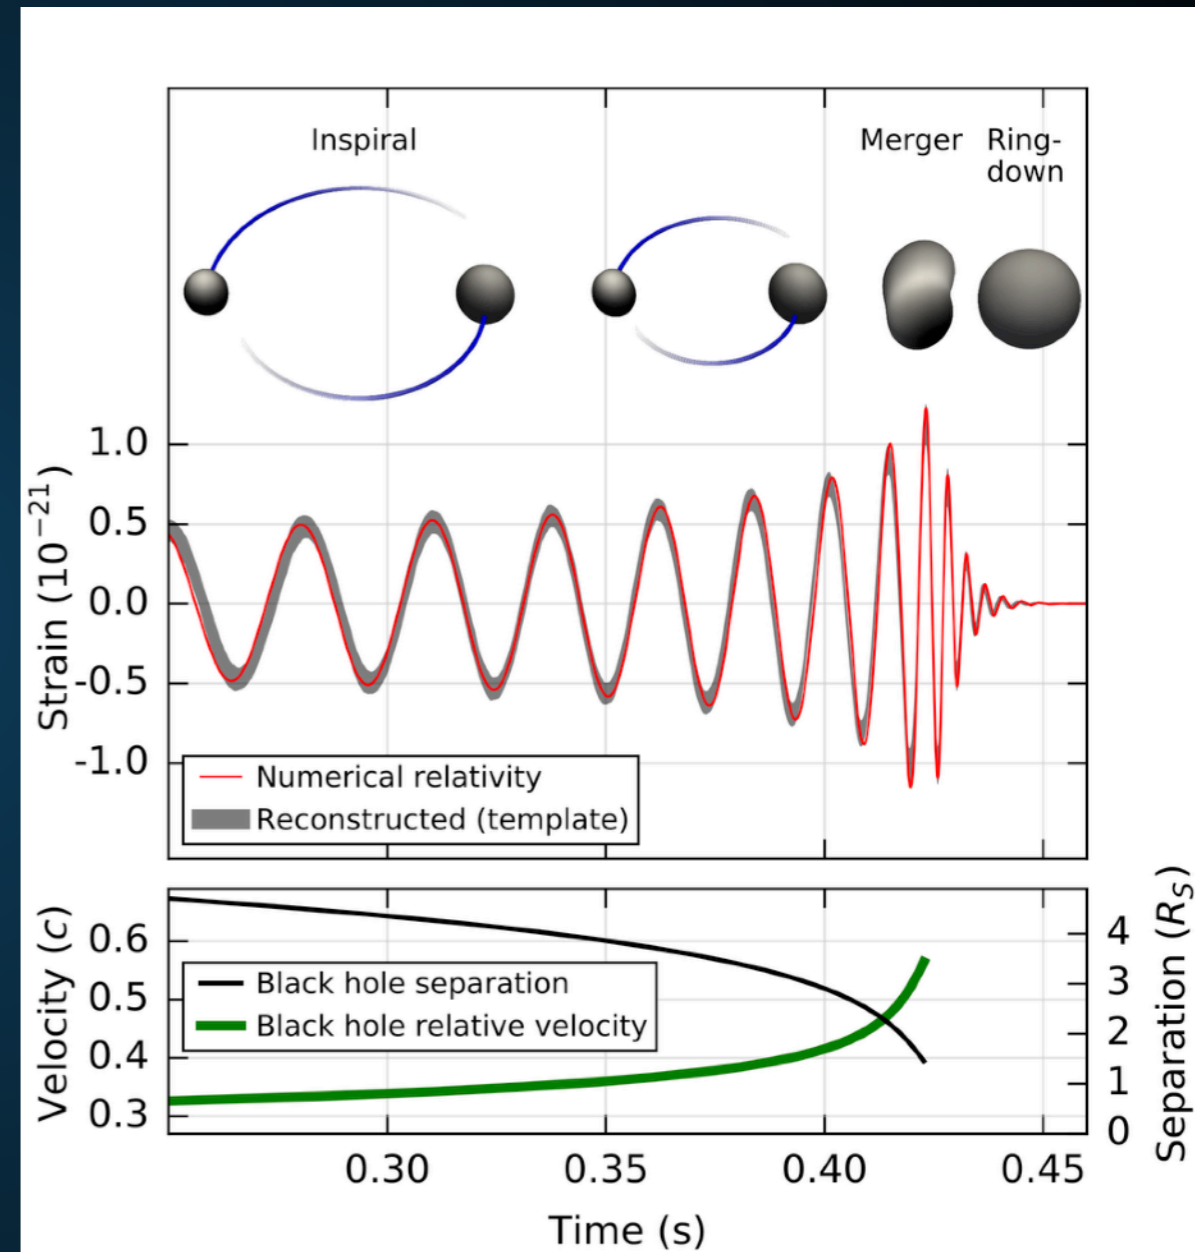 Inspiral
Merger
Ring-
down
Strain (10⁻²¹)
1.0
0.5
0.0
-0.5
-1.0
Numerical relativity
Reconstructed (template)
Velocity (c)
0.6
0.5
0.4
0.3
Black hole separation
Black hole relative velocity
4
3
2
1
0
Separation (R_S)
0.30 0.35 0.40 0.45
Time (s)